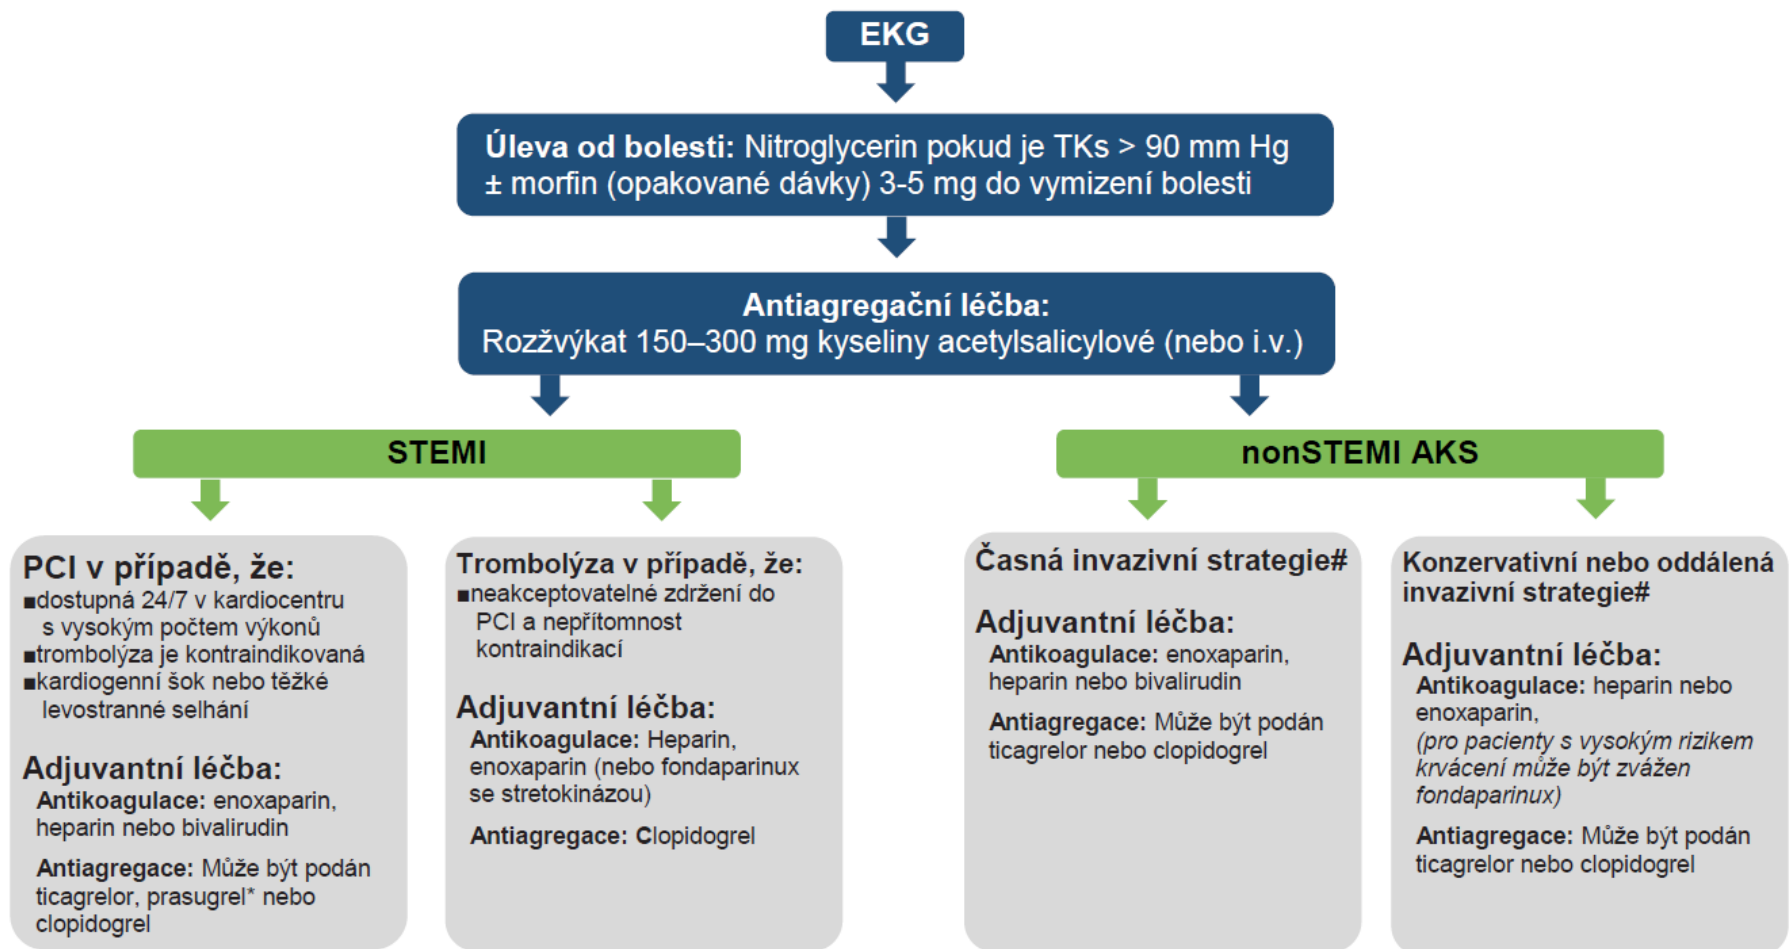 EKG
Úleva od bolesti: Nitroglycerin pokud je TKs > 90 mm Hg
± morfin (opakované dávky) 3-5 mg do vymizení bolesti
Antiagregační léčba:
Rozžvýkat 150–300 mg kyseliny acetylsalicylové (nebo i.v.)
STEMI
PCI v případě, že:
■dostupná 24/7 v kardiocentru
s vysokým počtem výkonů
■trombolýza je kontraindikovaná
■kardiogenní šok nebo těžké
levostranné selhání
Adjuvantní léčba:
Antikoagulace: enoxaparin,
heparin nebo bivalirudin
Antiagregace: Může být podán
ticagrelor, prasugrel* nebo
clopidogrel
Trombolýza v případě, že:
■neakceptovatelné zdržení do
PCI a nepřítomnost
kontraindikací
Adjuvantní léčba:
Antikoagulace: Heparin,
enoxaparin (nebo fondaparinux
se stretokinázou)
Antiagregace: Clopidogrel
nonSTEMI AKS
Časná invazivní strategie#
Adjuvantní léčba:
Antikoagulace: enoxaparin,
heparin nebo bivalirudin
Antiagregace: Může být podán
ticagrelor nebo clopidogrel
Konzervativní nebo oddálená
invazivní strategie#
Adjuvantní léčba:
Antikoagulace: heparin nebo
enoxaparin,
(pro pacienty s vysokým rizikem
krvácení může být zvážen
fondaparinux)
Antiagregace: Může být podán
ticagrelor nebo clopidogrel